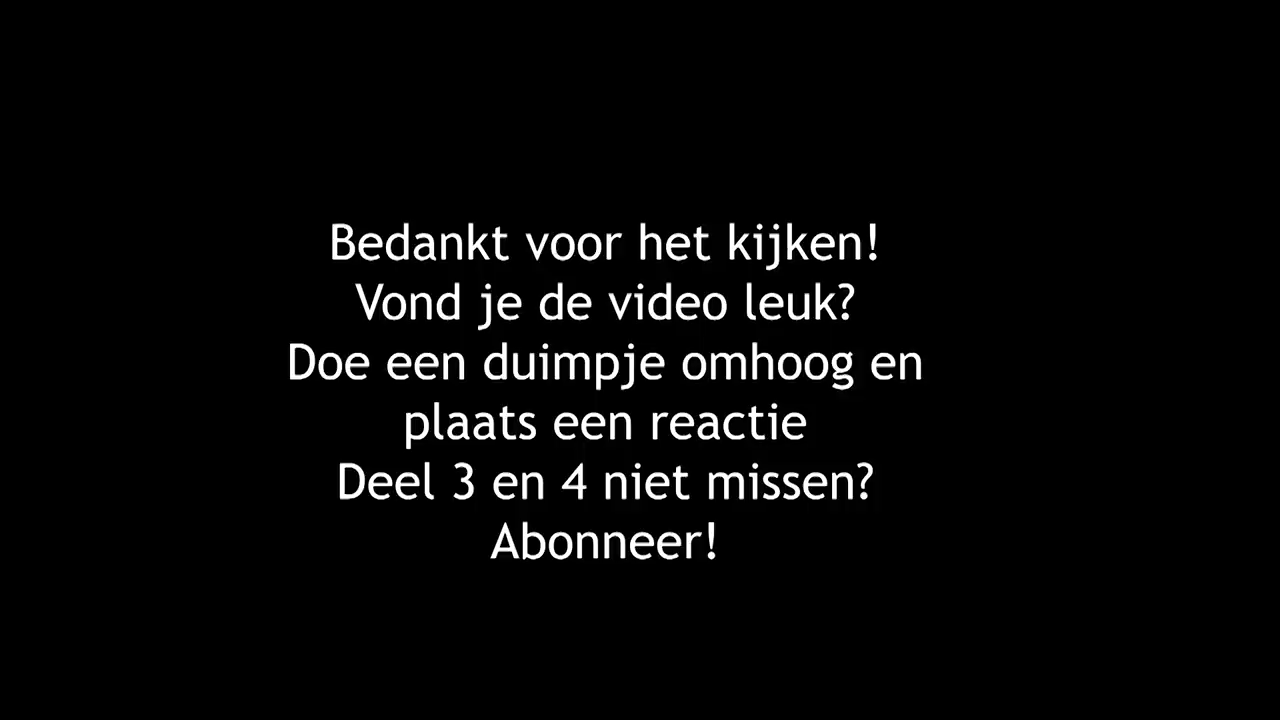 Bedankt voor het kijken!
Vond je de video leuk?
Doe een duimpje omhoog en
plaats een reactie
Deel 3 en 4 niet missen?
Abonneer!